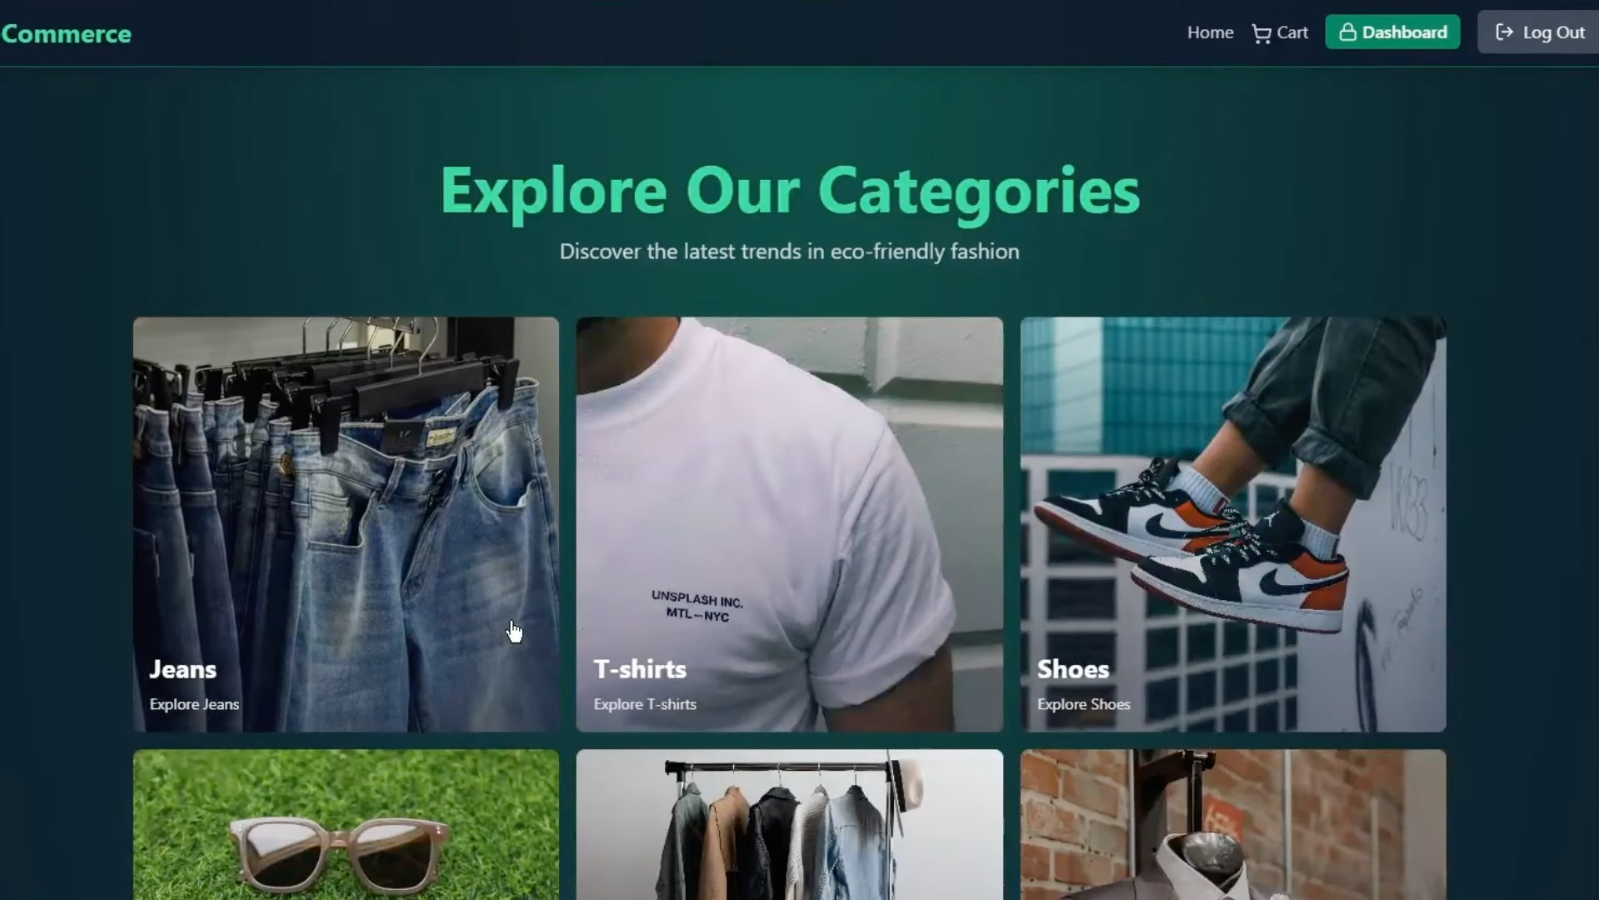 Commerce
Home
Cart
Dashboard
Log Out
Explore Our Categories
Discover the latest trends in eco-friendly fashion
UNSPLASH INC.
MTL—NYC
Jeans
Explore Jeans
T-shirts
Explore T-shirts
Shoes
Explore Shoes